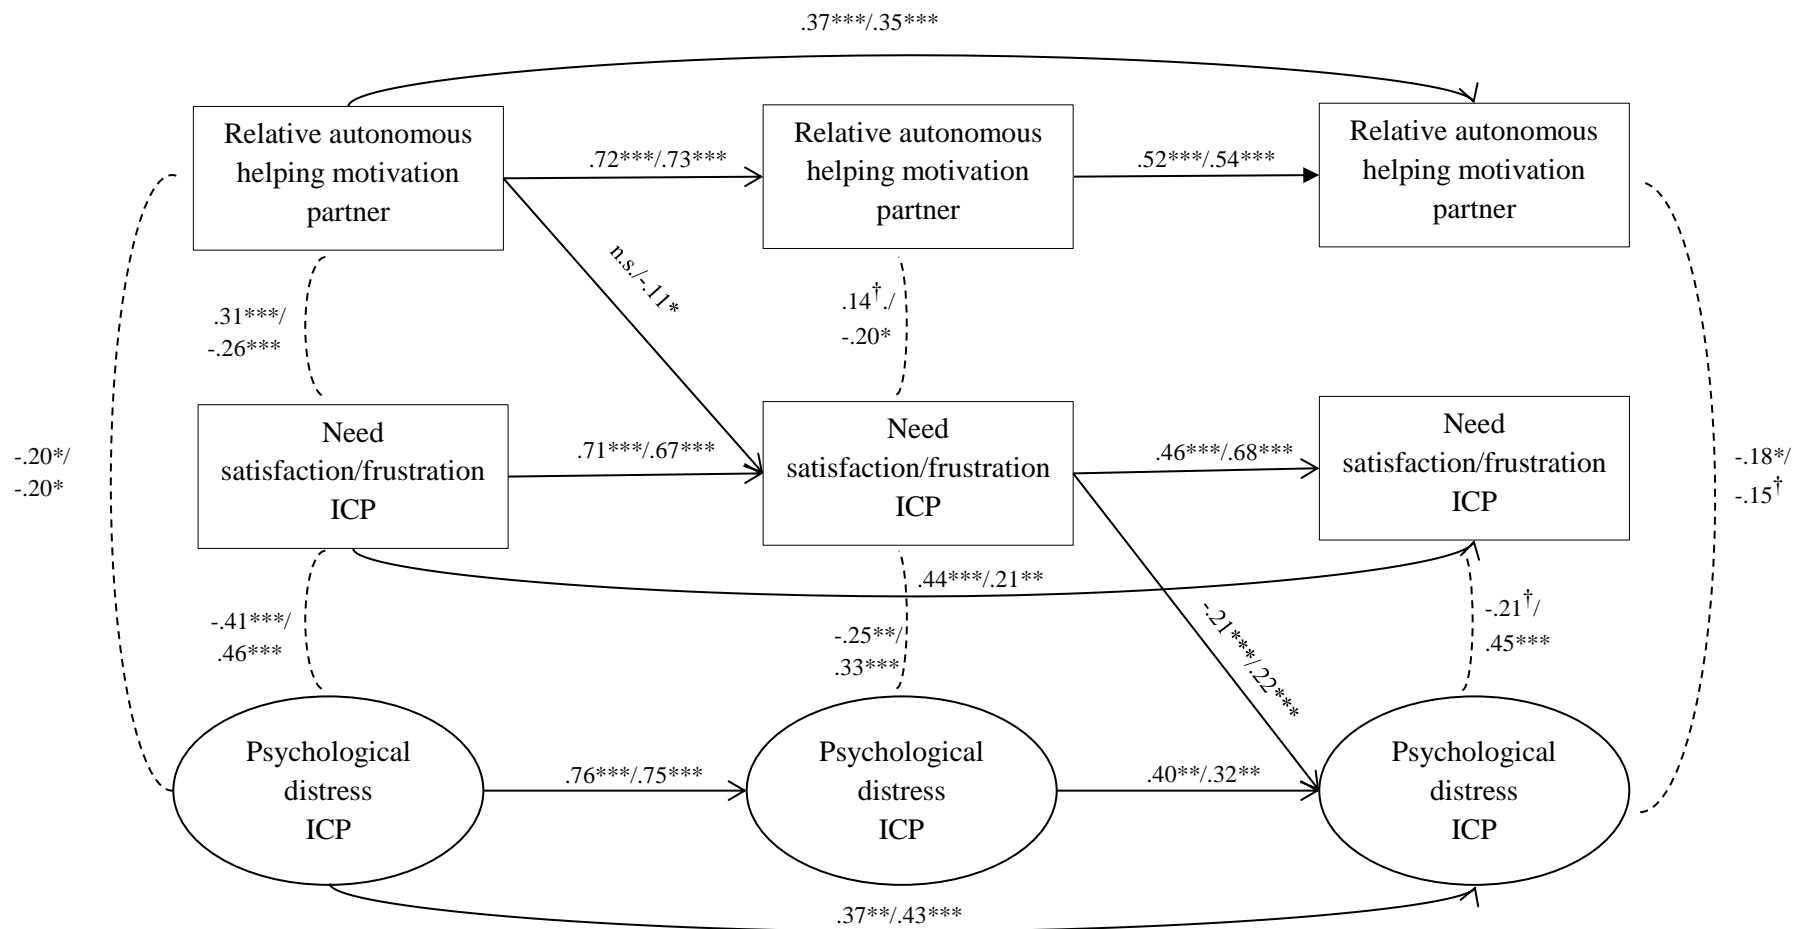 .37***/.35***
Relative autonomous
helping motivation
partner
.72***/.73***
Relative autonomous
helping motivation
partner
.52***/.54***
Relative autonomous
helping motivation
partner
n.s./-.11*
.31***/
-.26***
.14†./
-.20*
-.20*/
-.20*
Need
satisfaction/frustration
ICP
.71***/.67***
Need
satisfaction/frustration
ICP
.46***/.68***
Need
satisfaction/frustration
ICP
-.18*/
-.15†
.44***/.21**
-.41***/
.46***
-.25**/
.33***
-.21***/.22***
-.21†/
.45***
Psychological
distress
ICP
.76***/.75***
Psychological
distress
ICP
.40**/.32**
Psychological
distress
ICP
.37**/.43***